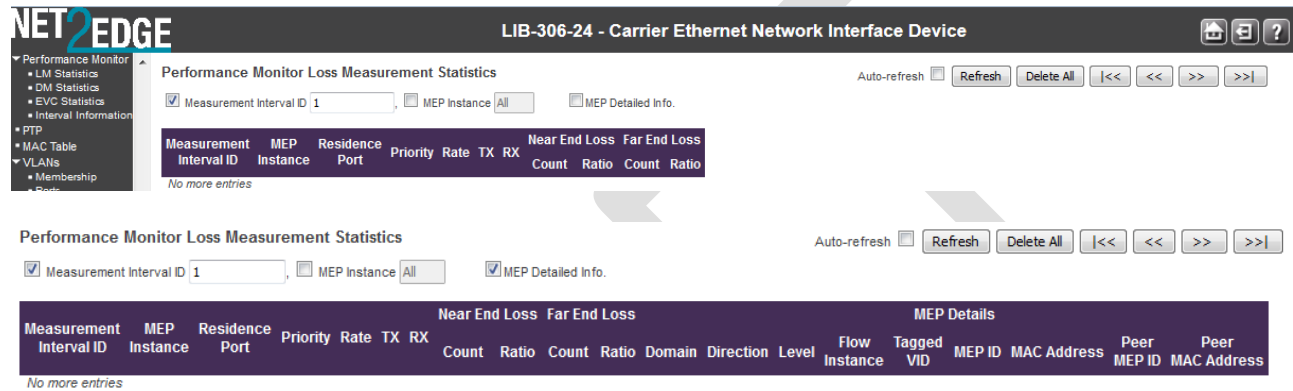 NET2EDGE
LIB-306-24 - Carrier Ethernet Network Interface Device
?
Performance Monitor
LM Statistics
DM Statistics
EVC Statistics
Interval Information
PTP
MAC Table
VLANs
Membership
Ports
Performance Monitor Loss Measurement Statistics
Auto-refresh Refresh Delete All |<< << >> >>|
Measurement Interval ID 1 , MEP Instance All MEP Detailed Info.
Measurement Interval ID MEP Instance Residence Port Priority Rate TX RX Near End Loss Far End Loss
Count Ratio Count Ratio
No more entries
Performance Monitor Loss Measurement Statistics
Auto-refresh Refresh Delete All |<< << >> >>|
Measurement Interval ID 1 , MEP Instance All MEP Detailed Info.
Near End Loss Far End Loss MEP Details
Measurement Interval ID MEP Instance Residence Port Priority Rate TX RX Count Ratio Count Ratio Domain Direction Level Flow Instance Tagged VID MEP ID MAC Address Peer MEP ID Peer MAC Address
No more entries